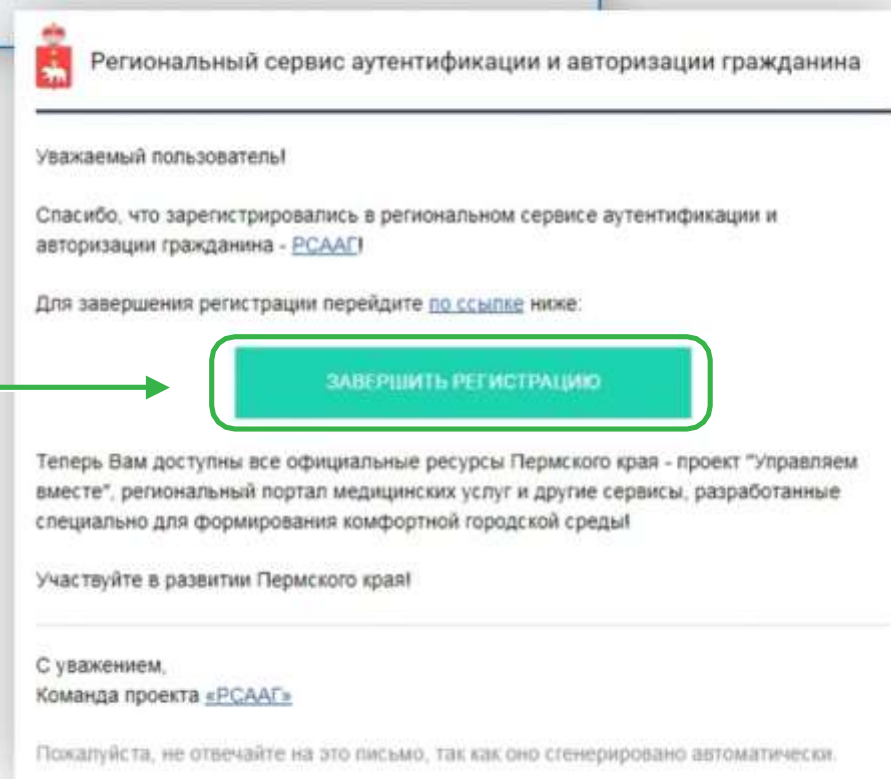 Региональный сервис аутентификации и авторизации гражданина
Уважаемый пользователь!
Спасибо, что зарегистрировались в региональном сервисе аутентификации и
авторизации гражданина - РСААГ!
Для завершения регистрации перейдите по ссылке ниже:
ЗАВЕРШИТЬ РЕГИСТРАЦИЮ
Теперь Вам доступны все официальные ресурсы Пермского края - проект "Управляем
вместе", региональный портал медицинских услуг и другие сервисы, разработанные
специально для формирования комфортной городской среды!
Участвуйте в развитии Пермского края!
С уважением,
Команда проекта «РСААГ»
Пожалуйста, не отвечайте на это письмо, так как оно сгенерировано автоматически.